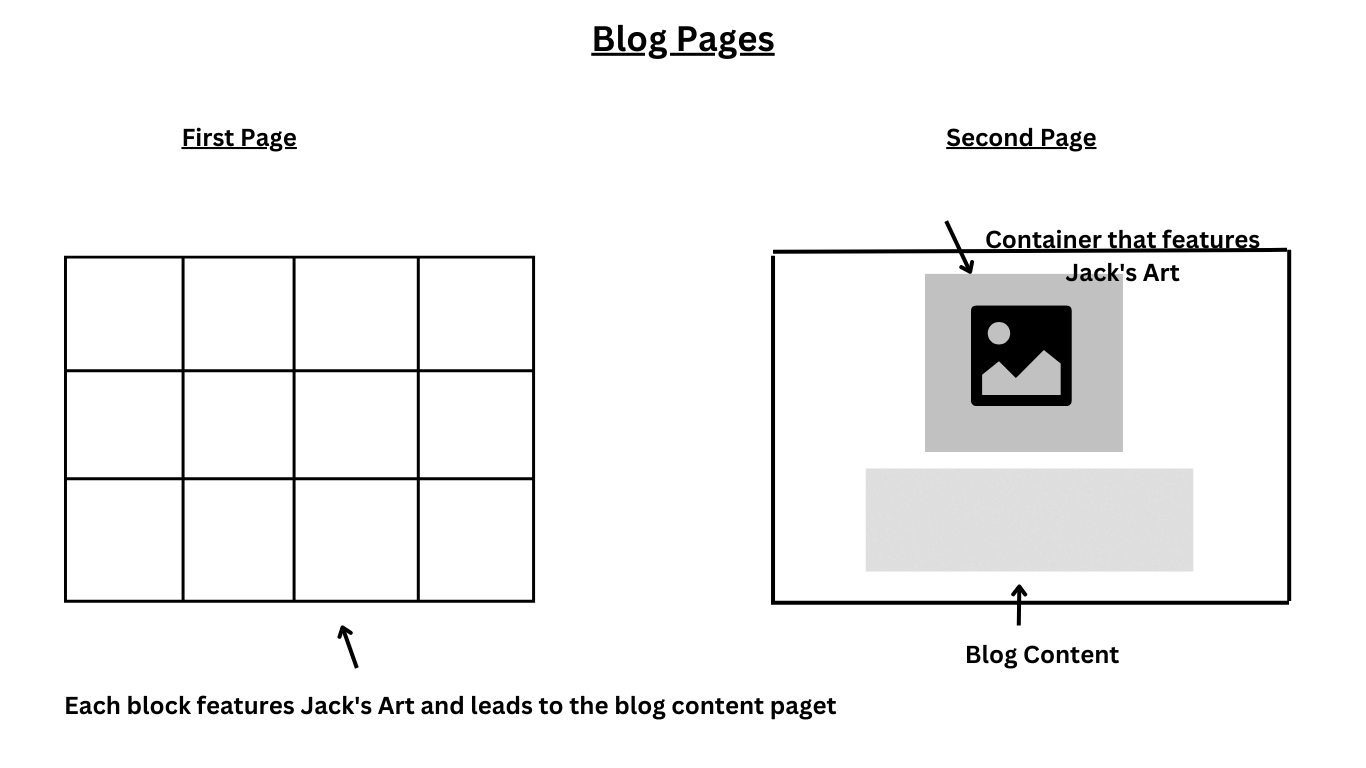 Blog Pages
First Page
Second Page
Container that features
Jack's Art
Blog Content
Each block features Jack's Art and leads to the blog content paget